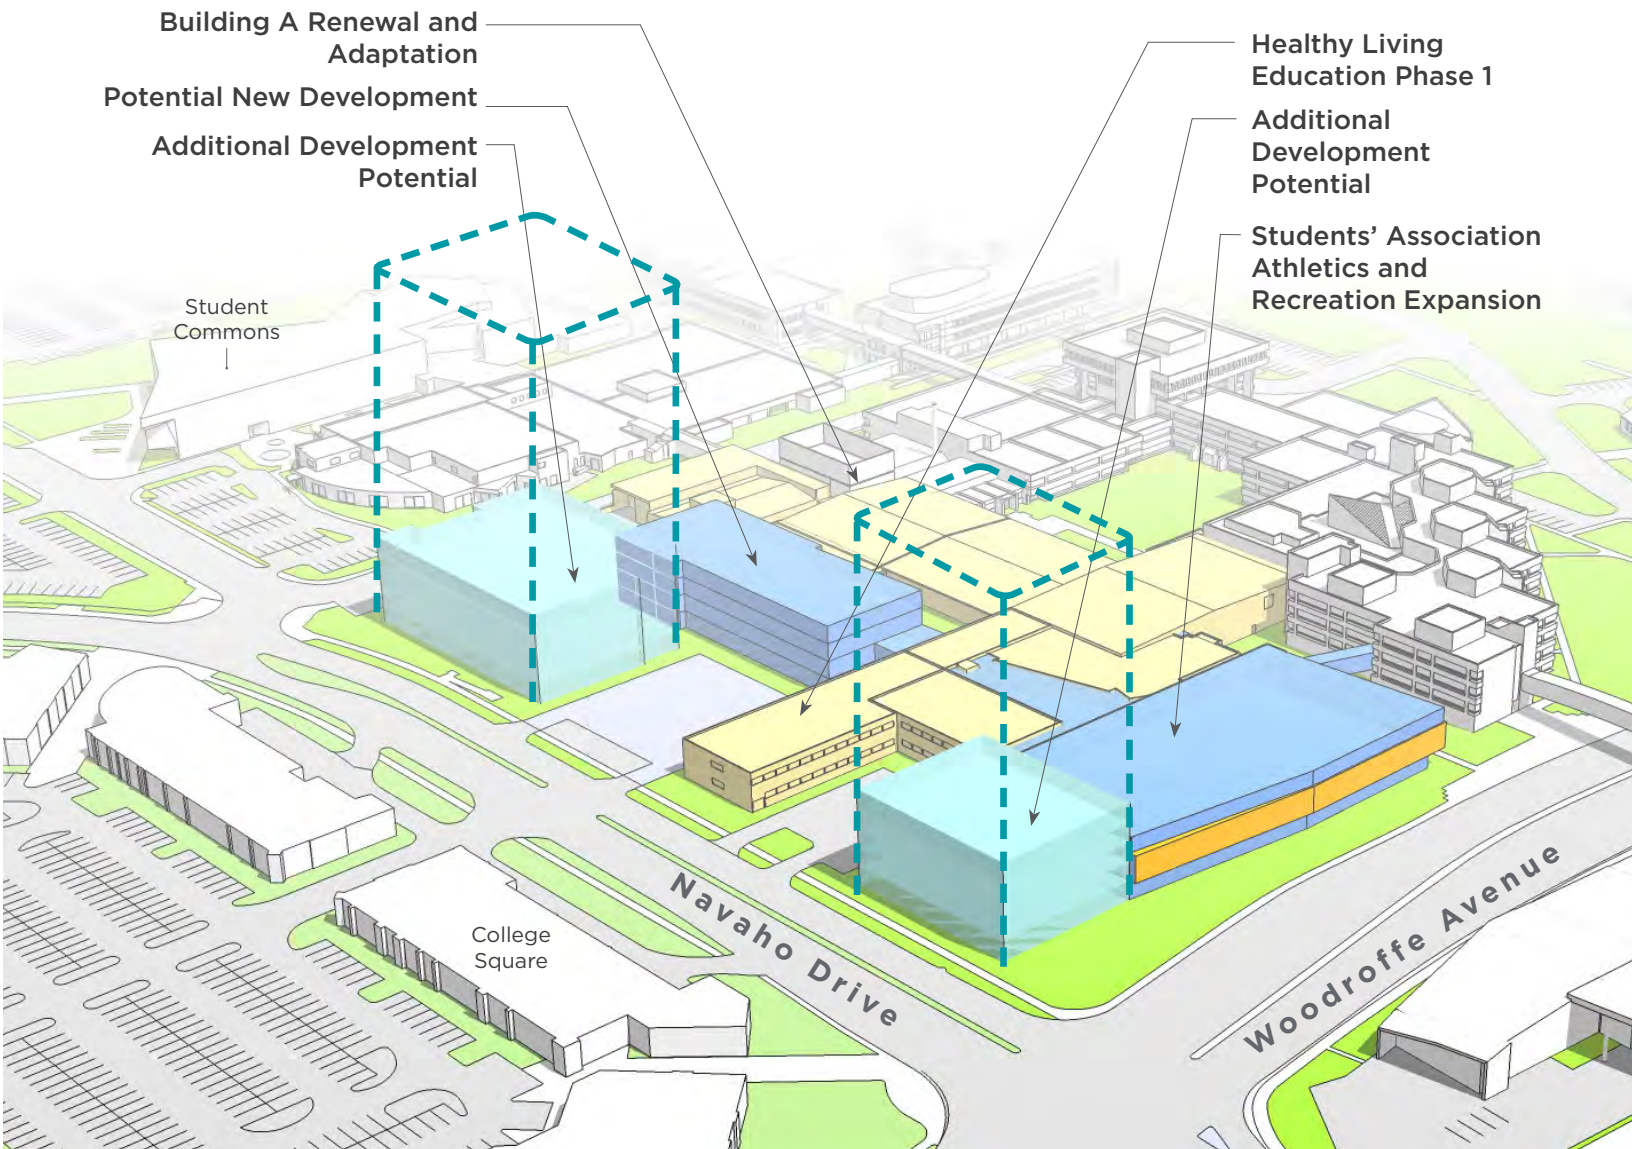 Building A Renewal and
Adaptation
Potential New Development
Additional Development
Potential
Healthy Living
Education Phase 1
Additional
Development
Potential
Students’ Association
Athletics and
Recreation Expansion
Student
Commons
College
Square
Navaho Drive
Woodroffe Avenue